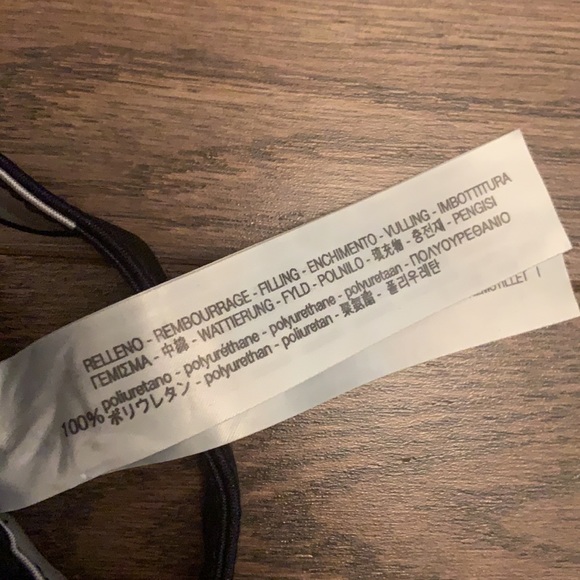 RELLENO - REMBOURRAGE - FILLING - ENCHIMENTO - VULLING - IMBOTTITURA
ΓΕΜΙΣΜΑ - 中綿 - WATTIERUNG - FYLD - POLNILO - 填充物 - 충전재 - PENGISI
100% poliuretano - polyuréthane - polyurethane - polyuretaan - ΠΟΛΥΟΥΡΕΘΑΝΙΟ
ポリウレタン - polyurethan - poliuretan - 聚氨酯 - 폴리우레탄